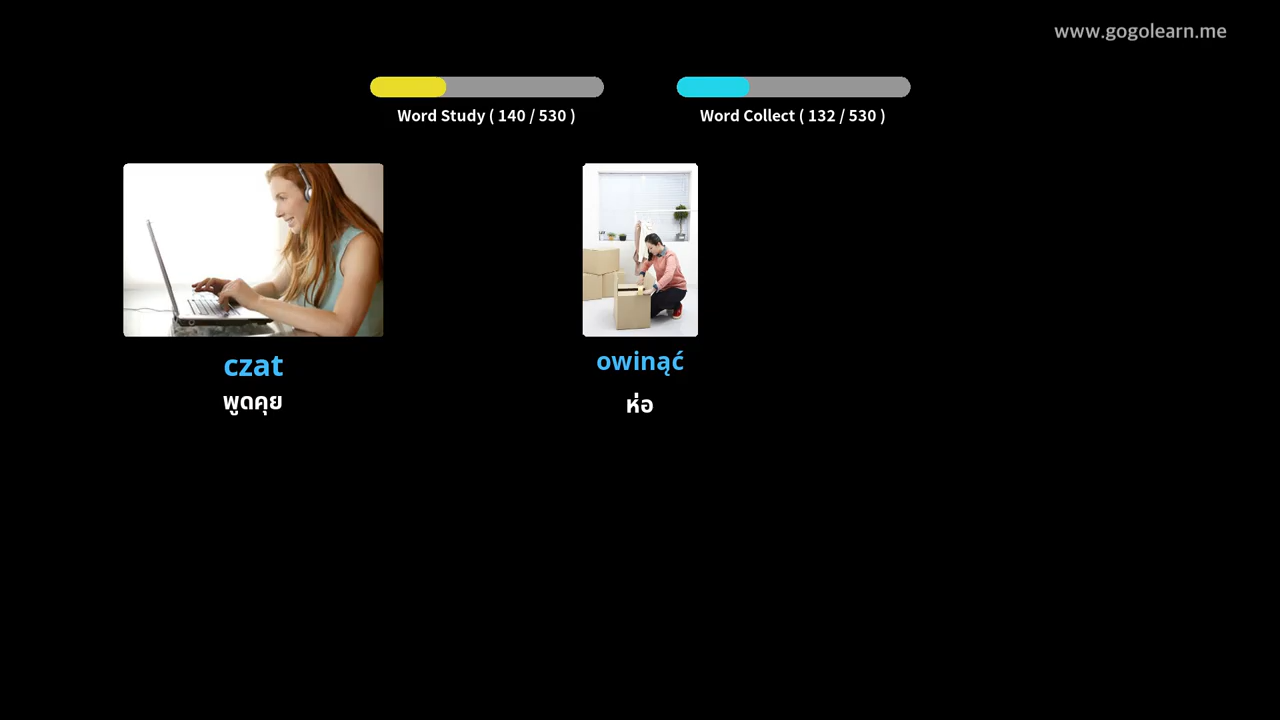 www.gogolearn.me
Word Study ( 140 / 530 )
Word Collect ( 132 / 530 )
czat
พูดคุย
owinąć
ห่อ